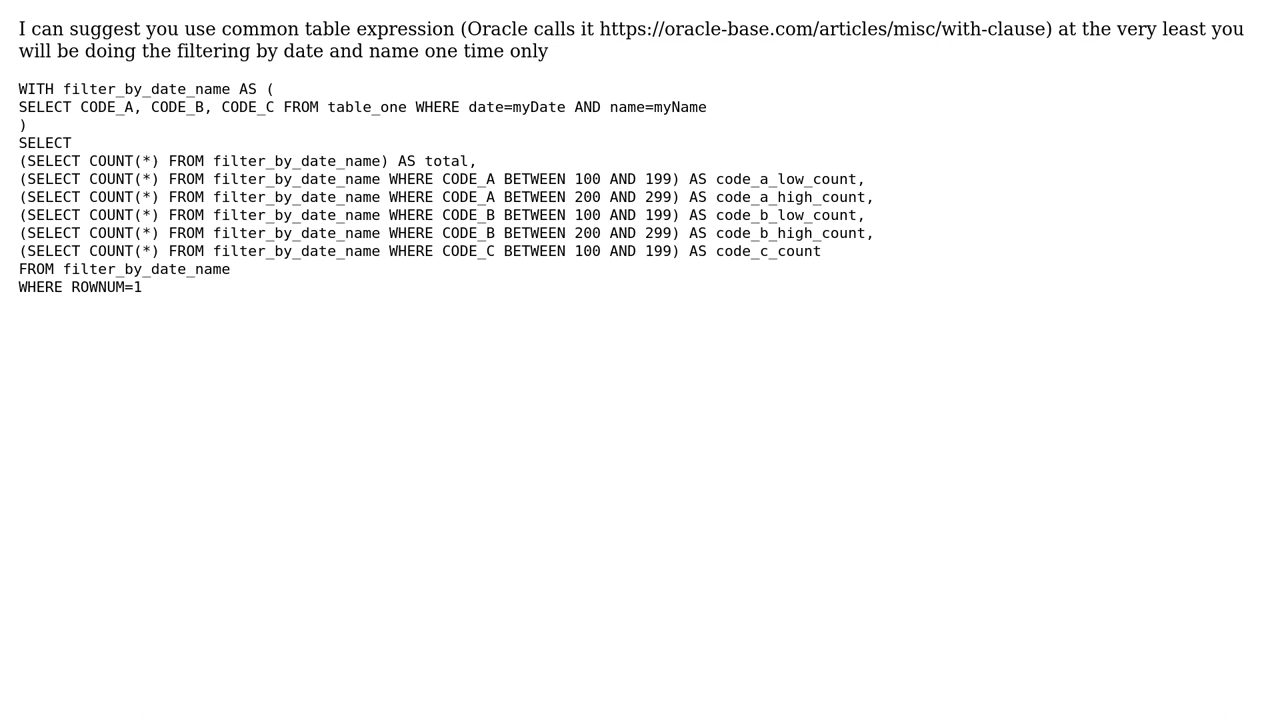 I can suggest you use common table expression (Oracle calls it https://oracle-base.com/articles/misc/with-clause) at the very least you
will be doing the filtering by date and name one time only
WITH filter_by_date_name AS (
SELECT CODE_A, CODE_B, CODE_C FROM table_one WHERE date=myDate AND name=myName
)
SELECT
(SELECT COUNT(*) FROM filter_by_date_name) AS total,
(SELECT COUNT(*) FROM filter_by_date_name WHERE CODE_A BETWEEN 100 AND 199) AS code_a_low_count,
(SELECT COUNT(*) FROM filter_by_date_name WHERE CODE_A BETWEEN 200 AND 299) AS code_a_high_count,
(SELECT COUNT(*) FROM filter_by_date_name WHERE CODE_B BETWEEN 100 AND 199) AS code_b_low_count,
(SELECT COUNT(*) FROM filter_by_date_name WHERE CODE_B BETWEEN 200 AND 299) AS code_b_high_count,
(SELECT COUNT(*) FROM filter_by_date_name WHERE CODE_C BETWEEN 100 AND 199) AS code_c_count
FROM filter_by_date_name
WHERE ROWNUM=1